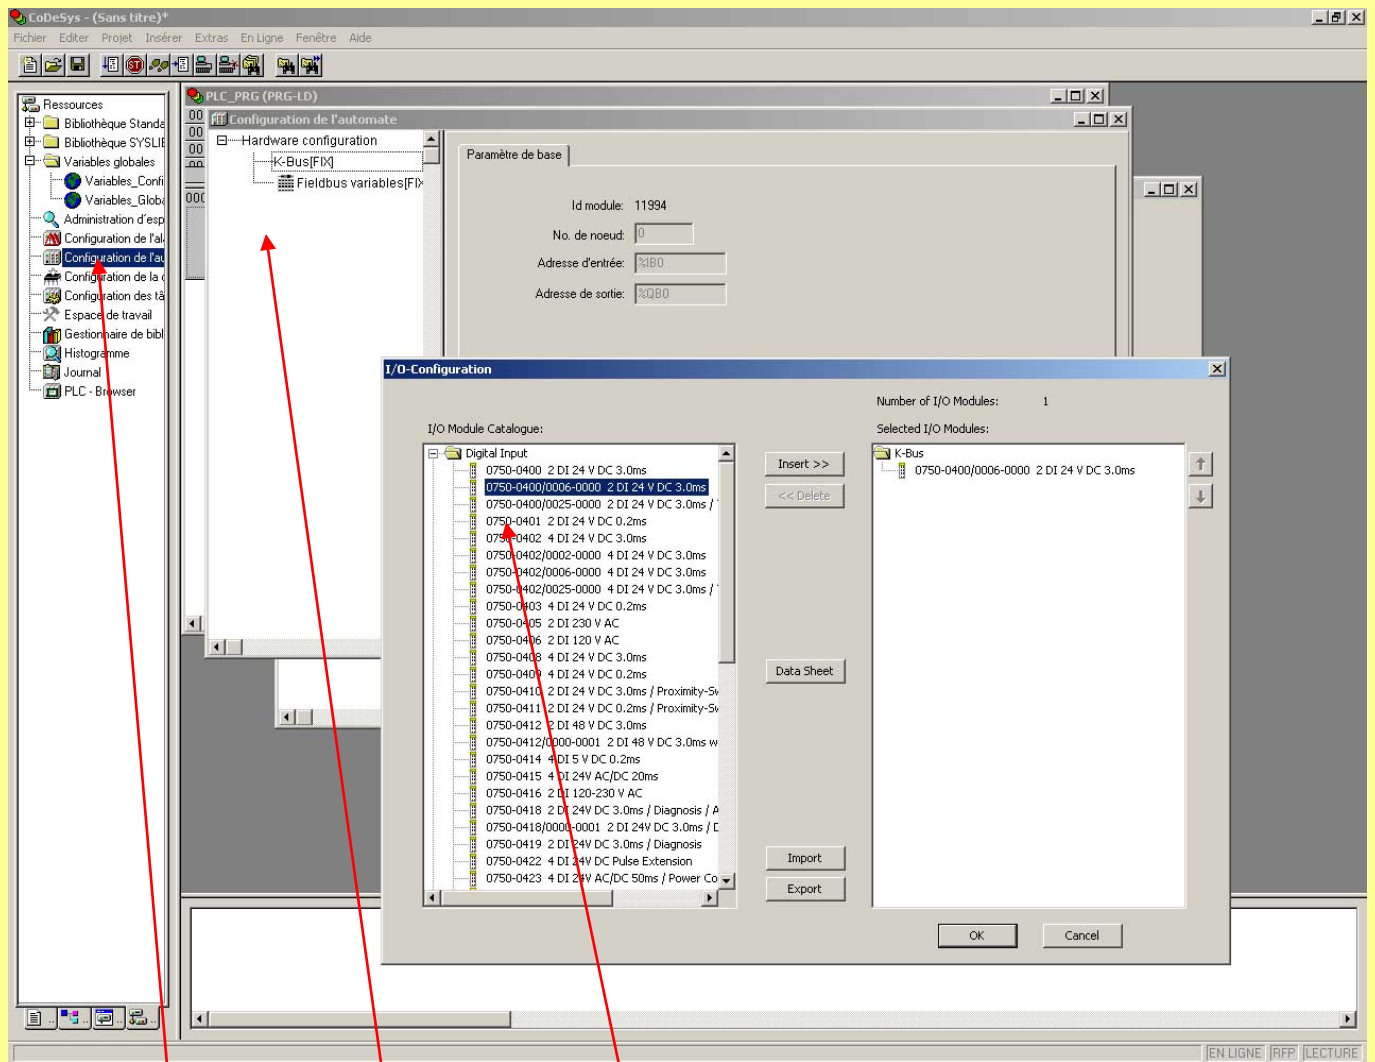 CoDeSys - (Sans titre)*
Fichier Editer Projet Insérer Extras En Ligne Fenêtre Aide
Ressources
Bibliothèque Standa
Bibliothèque SYSLIE
Variables globales
Variables_Confi
Variables_Globa
Administration d'esp
Configuration de l'al
Configuration de l'au
Configuration de la
Configuration des tâ
Espace de travail
Gestionnaire de bibl
Histogramme
Journal
PLC - Browser
PLC_PRG (PRG-LD)
00
00
00
000
Configuration de l'automate
Hardware configuration
K-Bus[FIX]
Fieldbus variables[FIX
Paramètre de base
Id module: 11994
No. de noeud: 0
Adresse d'entrée: %IB0
Adresse de sortie: %QB0
I/O-Configuration
Number of I/O Modules: 1
I/O Module Catalogue:
Selected I/O Modules:
Digital Input
0750-0400 2 DI 24 V DC 3.0ms
0750-0400/0006-0000 2 DI 24 V DC 3.0ms
0750-0400/0025-0000 2 DI 24 V DC 3.0ms /
0750-0401 2 DI 24 V DC 0.2ms
0750-0402 4 DI 24 V DC 3.0ms
0750-0402/0002-0000 4 DI 24 V DC 3.0ms
0750-0402/0006-0000 4 DI 24 V DC 3.0ms
0750-0402/0025-0000 4 DI 24 V DC 3.0ms /
0750-0403 4 DI 24 V DC 0.2ms
0750-0405 2 DI 230 V AC
0750-0406 2 DI 120 V AC
0750-0408 4 DI 24 V DC 3.0ms
0750-0409 4 DI 24 V DC 0.2ms
0750-0410 2 DI 24 V DC 3.0ms / Proximity-Sw
0750-0411 2 DI 24 V DC 0.2ms / Proximity-Sw
0750-0412 2 DI 48 V DC 3.0ms
0750-0412/0000-0001 2 DI 48 V DC 3.0ms w
0750-0414 4 DI 5 V DC 0.2ms
0750-0415 4 DI 24V AC/DC 20ms
0750-0416 2 DI 120-230 V AC
0750-0418 2 DI 24V DC 3.0ms / Diagnosis / A
0750-0418/0000-0001 2 DI 24V DC 3.0ms / D
0750-0419 2 DI 24V DC 3.0ms / Diagnosis
0750-0422 4 DI 24V DC Pulse Extension
0750-0423 4 DI 24V AC/DC 50ms / Power Co
Insert >>
<< Delete
Data Sheet
Import
Export
K-Bus
0750-0400/0006-0000 2 DI 24 V DC 3.0ms
OK
Cancel
EN LIGNE RFP LECTURE